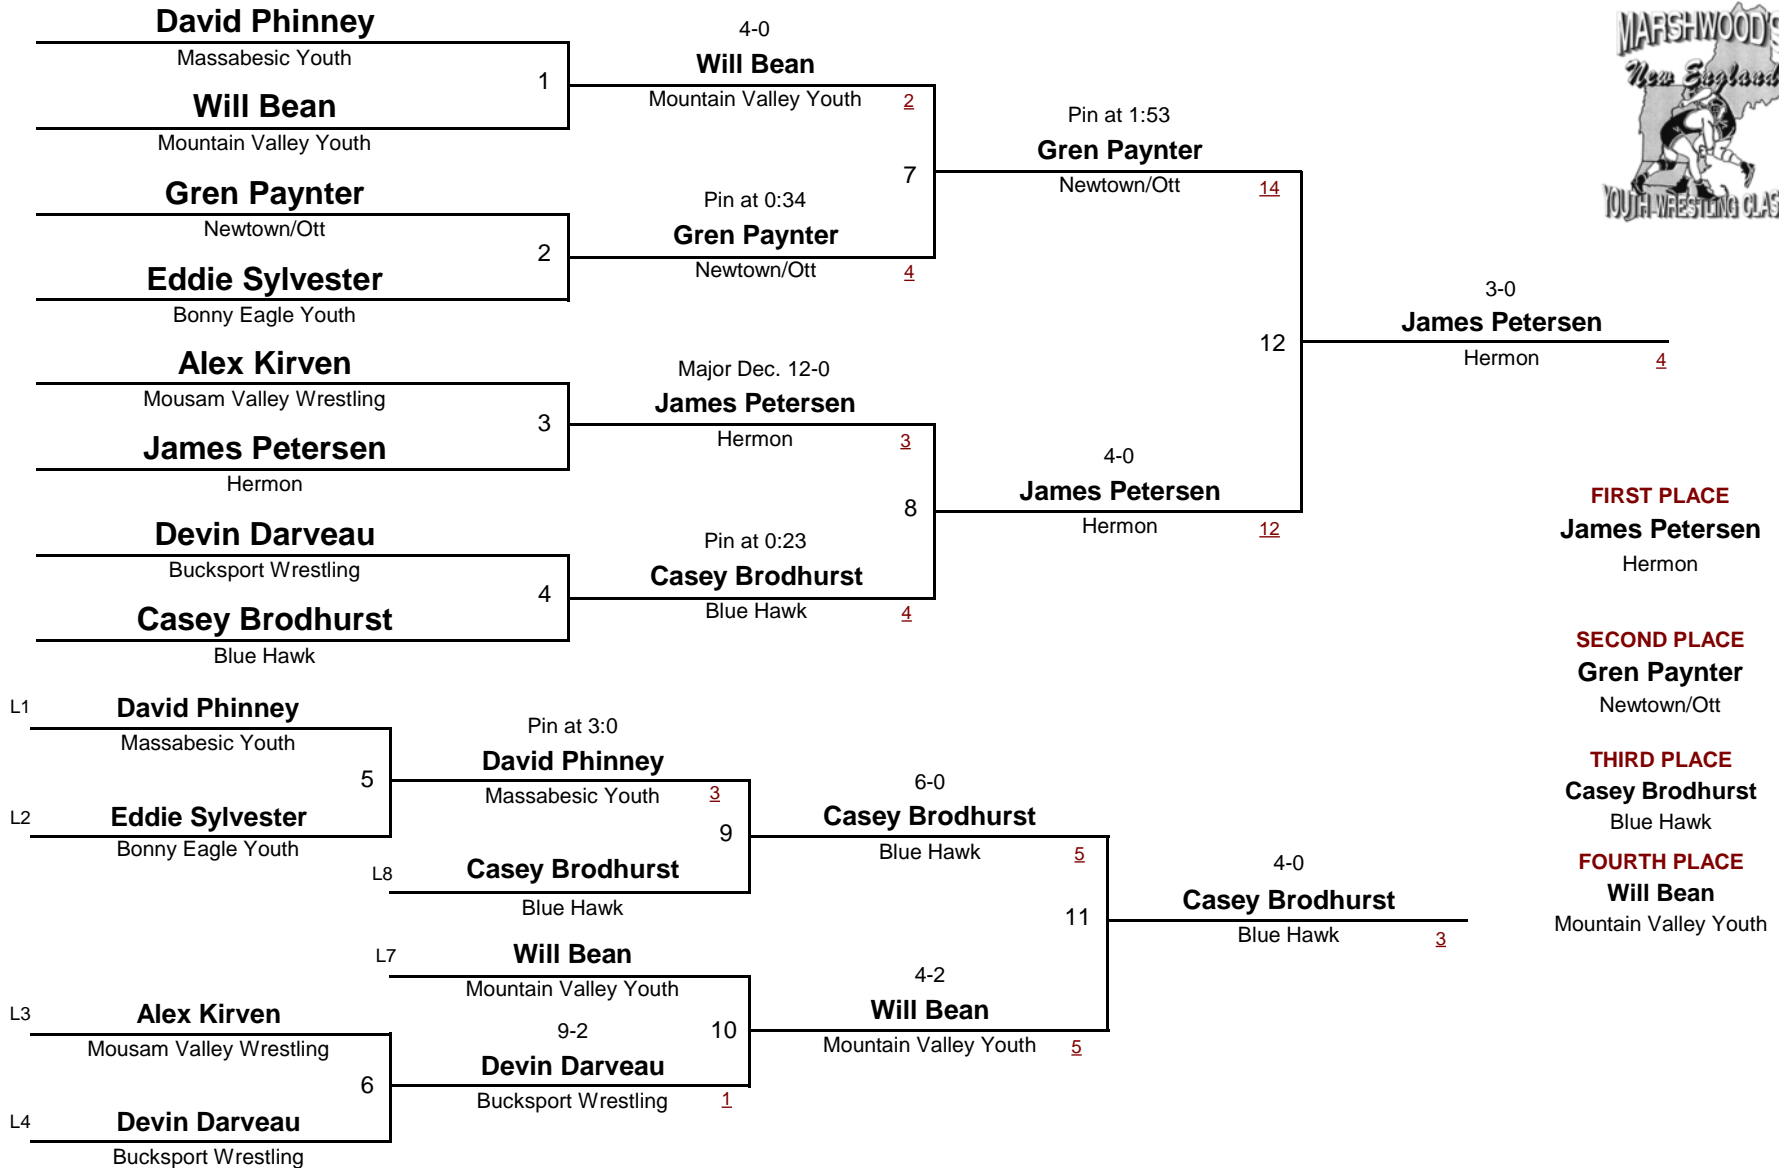 David Phinney
Massabesic Youth
1
Will Bean
Mountain Valley Youth
Gren Paynter
Newtown/Ott
2
Eddie Sylvester
Bonny Eagle Youth
Alex Kirven
Mousam Valley Wrestling
3
James Petersen
Hermon
Devin Darveau
Bucksport Wrestling
4
Casey Brodhurst
Blue Hawk
4-0
Will Bean
Mountain Valley Youth 2
7
Pin at 0:34
Gren Paynter
Newtown/Ott 4
Major Dec. 12-0
James Petersen
Hermon 3
8
Pin at 0:23
Casey Brodhurst
Blue Hawk 4
Pin at 1:53
Gren Paynter
Newtown/Ott 14
12
4-0
James Petersen
Hermon 12
3-0
James Petersen
Hermon 4
MARSHWOOD'S
New England
YOUTH WRESTLING CLAS
FIRST PLACE
James Petersen
Hermon
SECOND PLACE
Gren Paynter
Newtown/Ott
THIRD PLACE
Casey Brodhurst
Blue Hawk
FOURTH PLACE
Will Bean
Mountain Valley Youth
L1 David Phinney
Massabesic Youth
5
L2 Eddie Sylvester
Bonny Eagle Youth
Pin at 3:0
David Phinney
Massabesic Youth 3
9
L8 Casey Brodhurst
Blue Hawk
L7 Will Bean
Mountain Valley Youth
10
L3 Alex Kirven
Mousam Valley Wrestling
6
L4 Devin Darveau
Bucksport Wrestling
9-2
Devin Darveau
Bucksport Wrestling 1
6-0
Casey Brodhurst
Blue Hawk 5
11
4-2
Will Bean
Mountain Valley Youth 5
4-0
Casey Brodhurst
Blue Hawk 3